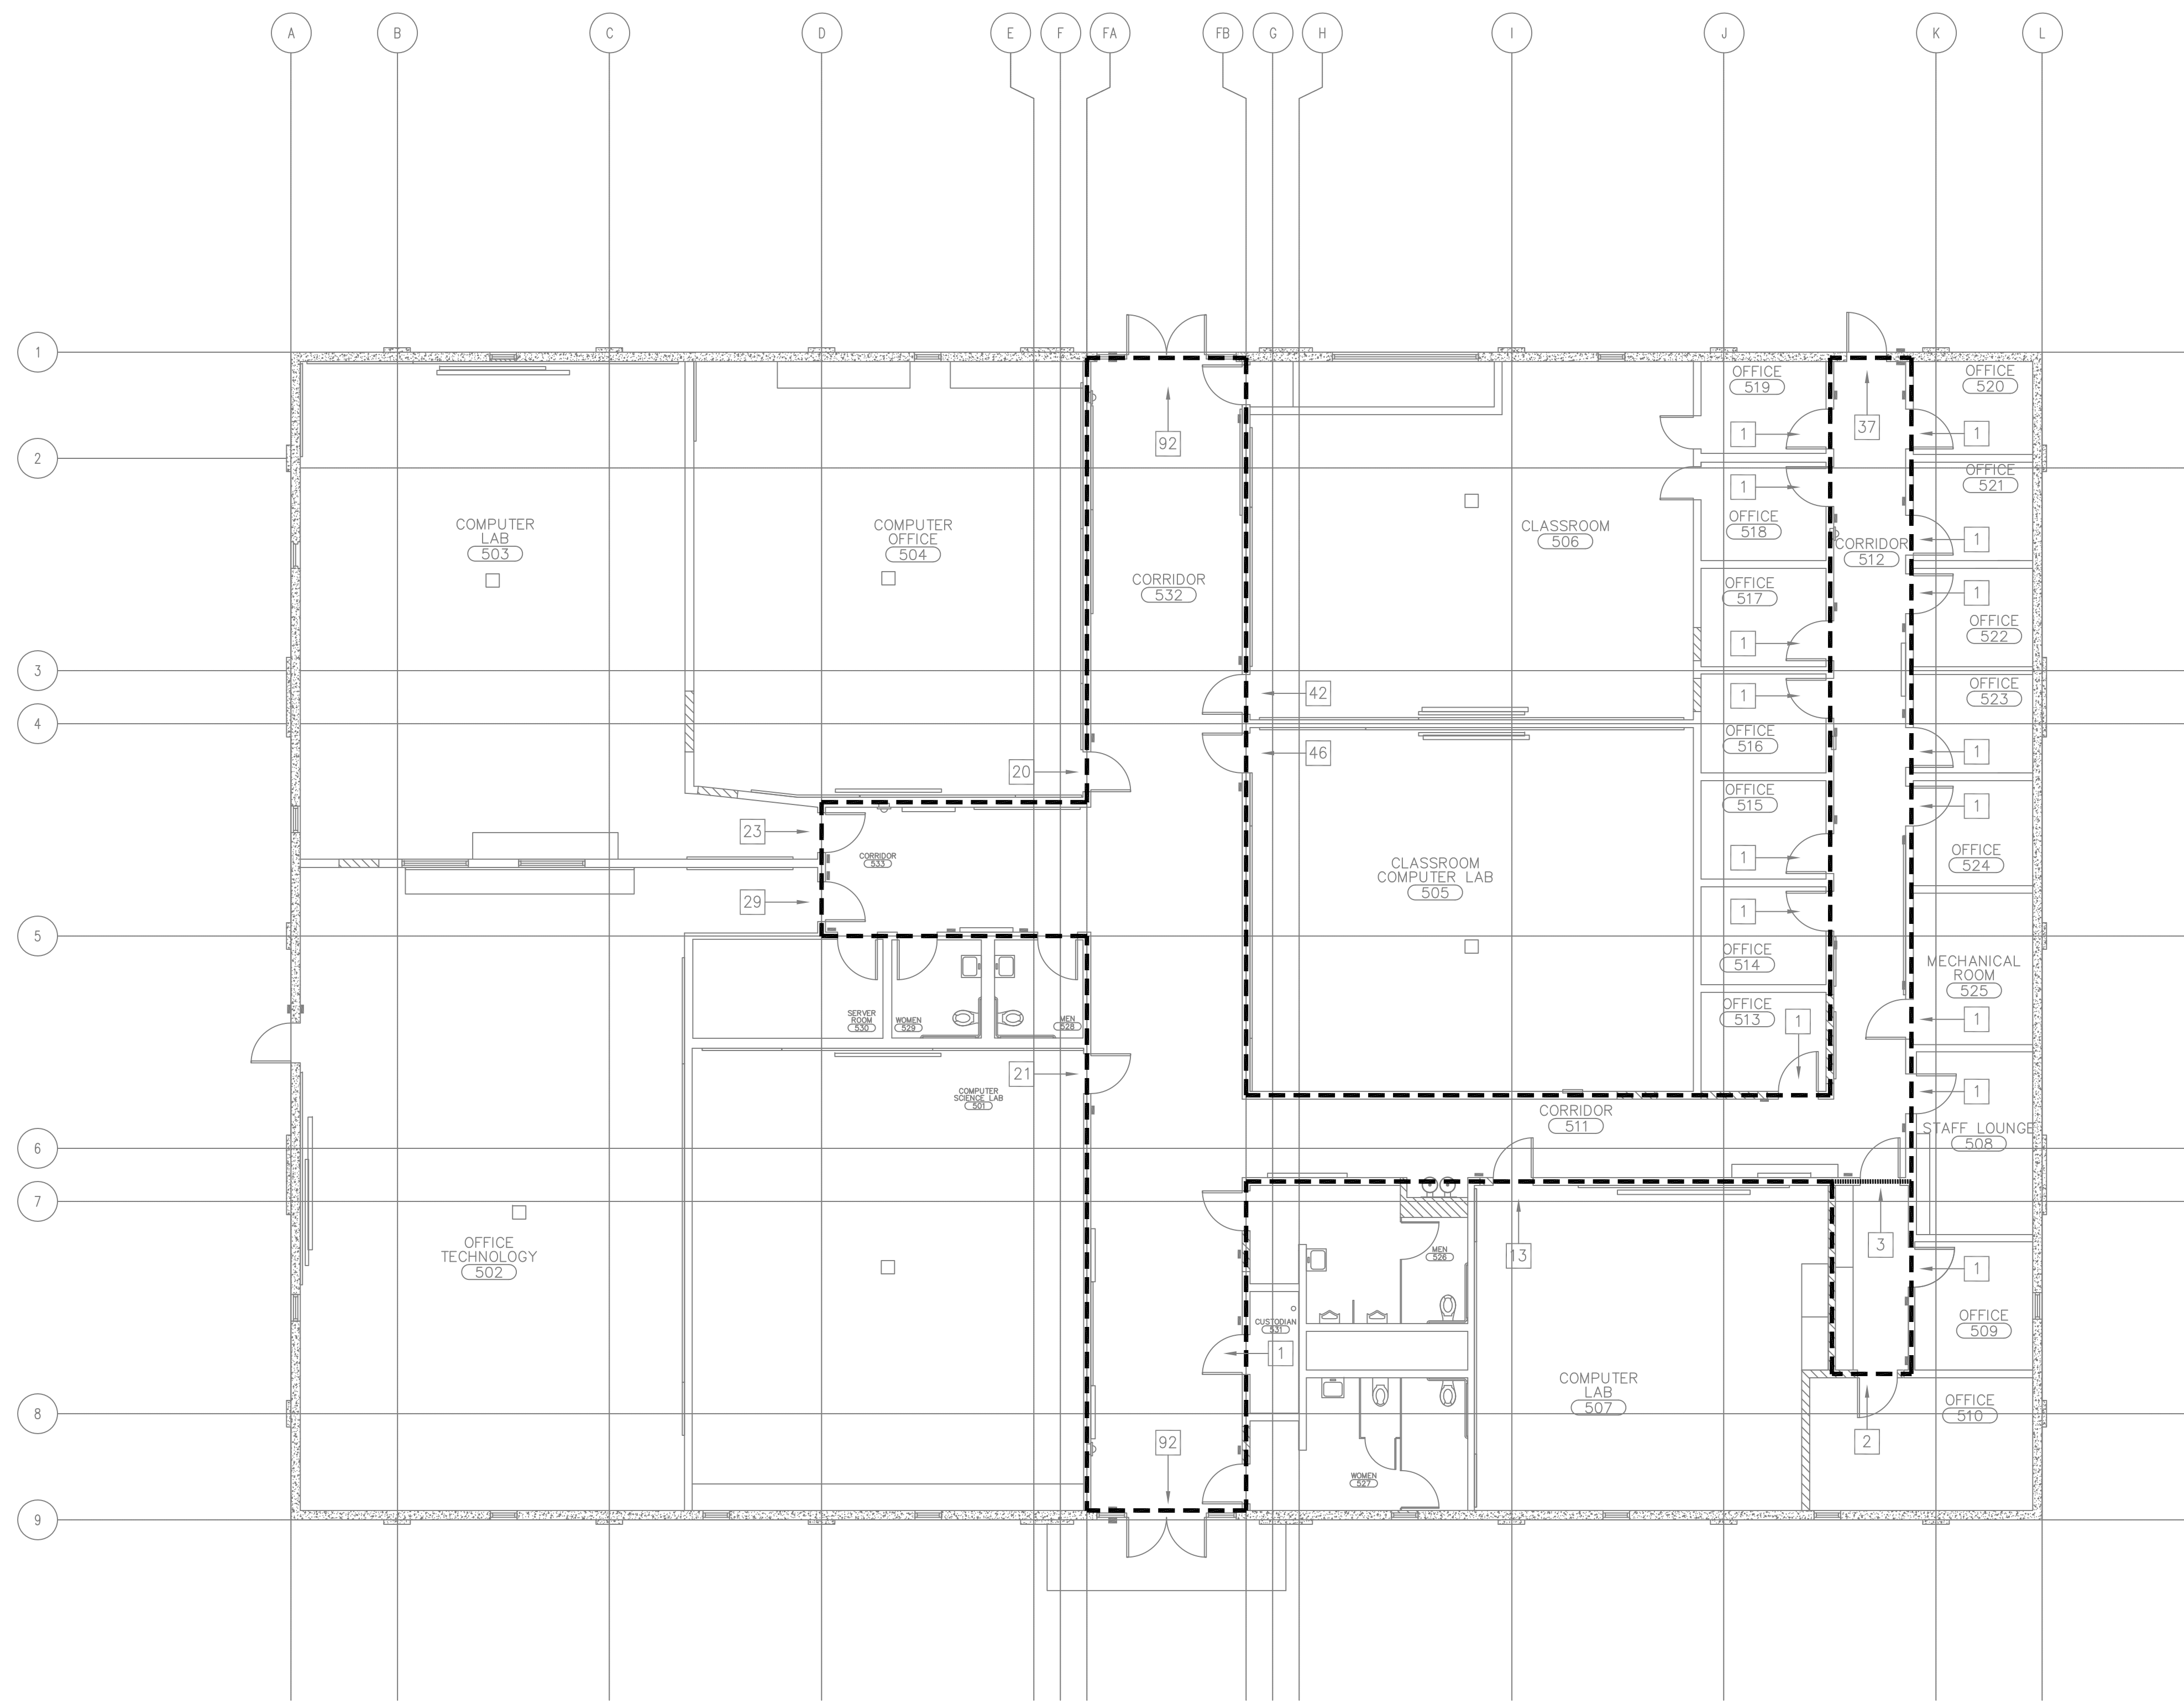 A B C D E F FA FB G H I J K L
1
OFFICE
519
OFFICE
520
92
37
1
1
2
OFFICE
521
1
OFFICE
518
COMPUTER
LAB
503
COMPUTER
OFFICE
504
CLASSROOM
506
CORRIDOR
512
1
CORRIDOR
532
OFFICE
517
1
OFFICE
522
1
3
OFFICE
523
42
1
4
OFFICE
516
46
1
20
OFFICE
515
1
23
CORRIDOR
533
CLASSROOM
COMPUTER LAB
505
1
OFFICE
524
29
1
5
OFFICE
514
MECHANICAL
ROOM
525
OFFICE
513
1
1
SERVER
ROOM
530
WOMEN
529
MEN
528
21
COMPUTER
SCIENCE LAB
501
1
CORRIDOR
511
STAFF LOUNGE
508
6
7
OFFICE
TECHNOLOGY
502
MEN
526
13
3
1
CUSTODIAN
531
1
OFFICE
509
COMPUTER
LAB
507
OFFICE
510
8
92
2
WOMEN
527
9